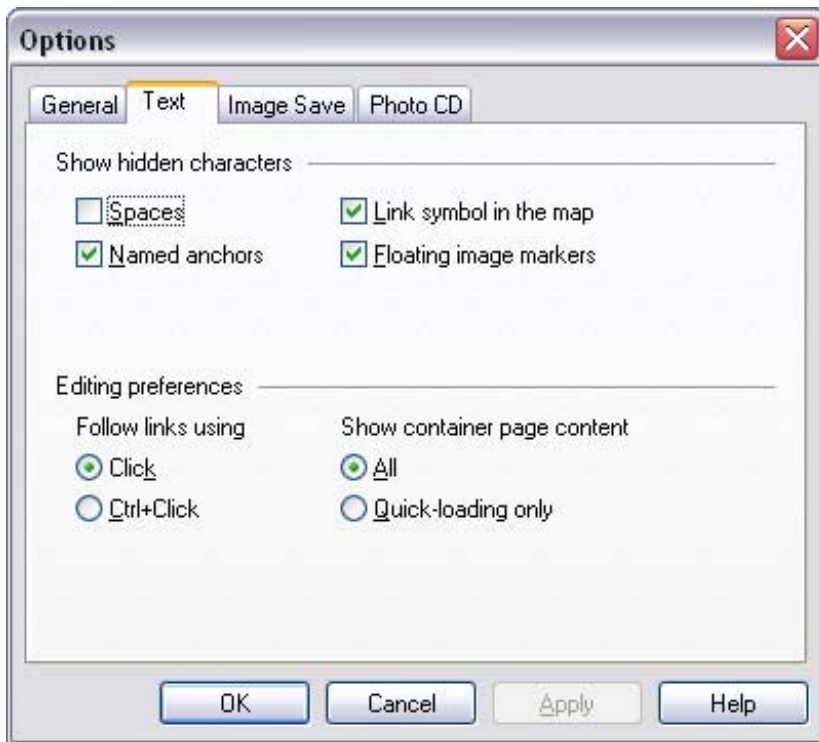 Options
General Text Image Save Photo CD
Show hidden characters
Spaces Link symbol in the map
Named anchors Floating image markers
Editing preferences
Follow links using Show container page content
Click All
Ctrl+Click Quick-loading only
OK Cancel Apply Help